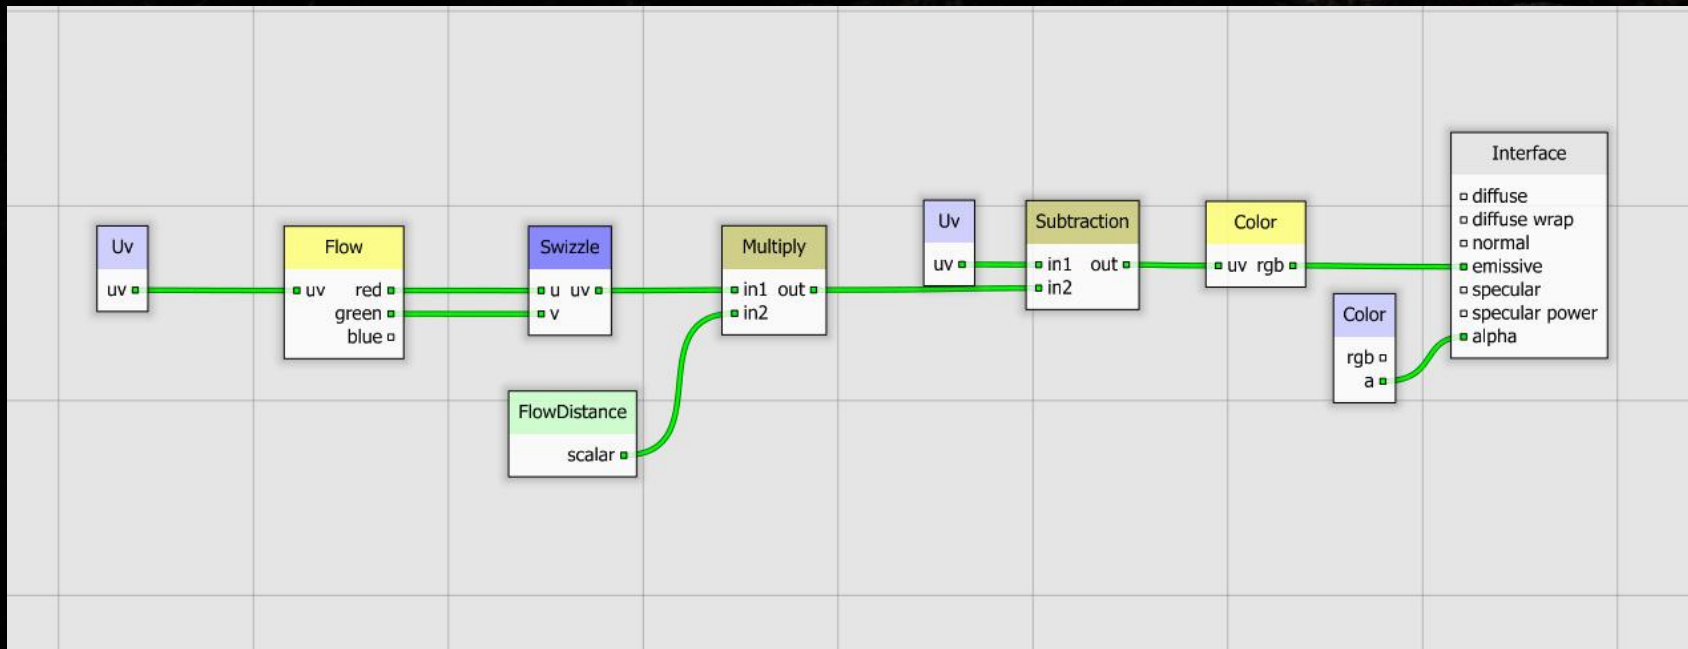 Uv
uv
Flow
uv red
green
blue
Swizzle
u uv
v
FlowDistance
scalar
Multiply
in1 out
in2
Uv
uv
Subtraction
in1 out
in2
Color
uv rgb
Color
rgb
a
Interface
diffuse
diffuse wrap
normal
emissive
specular
specular power
alpha